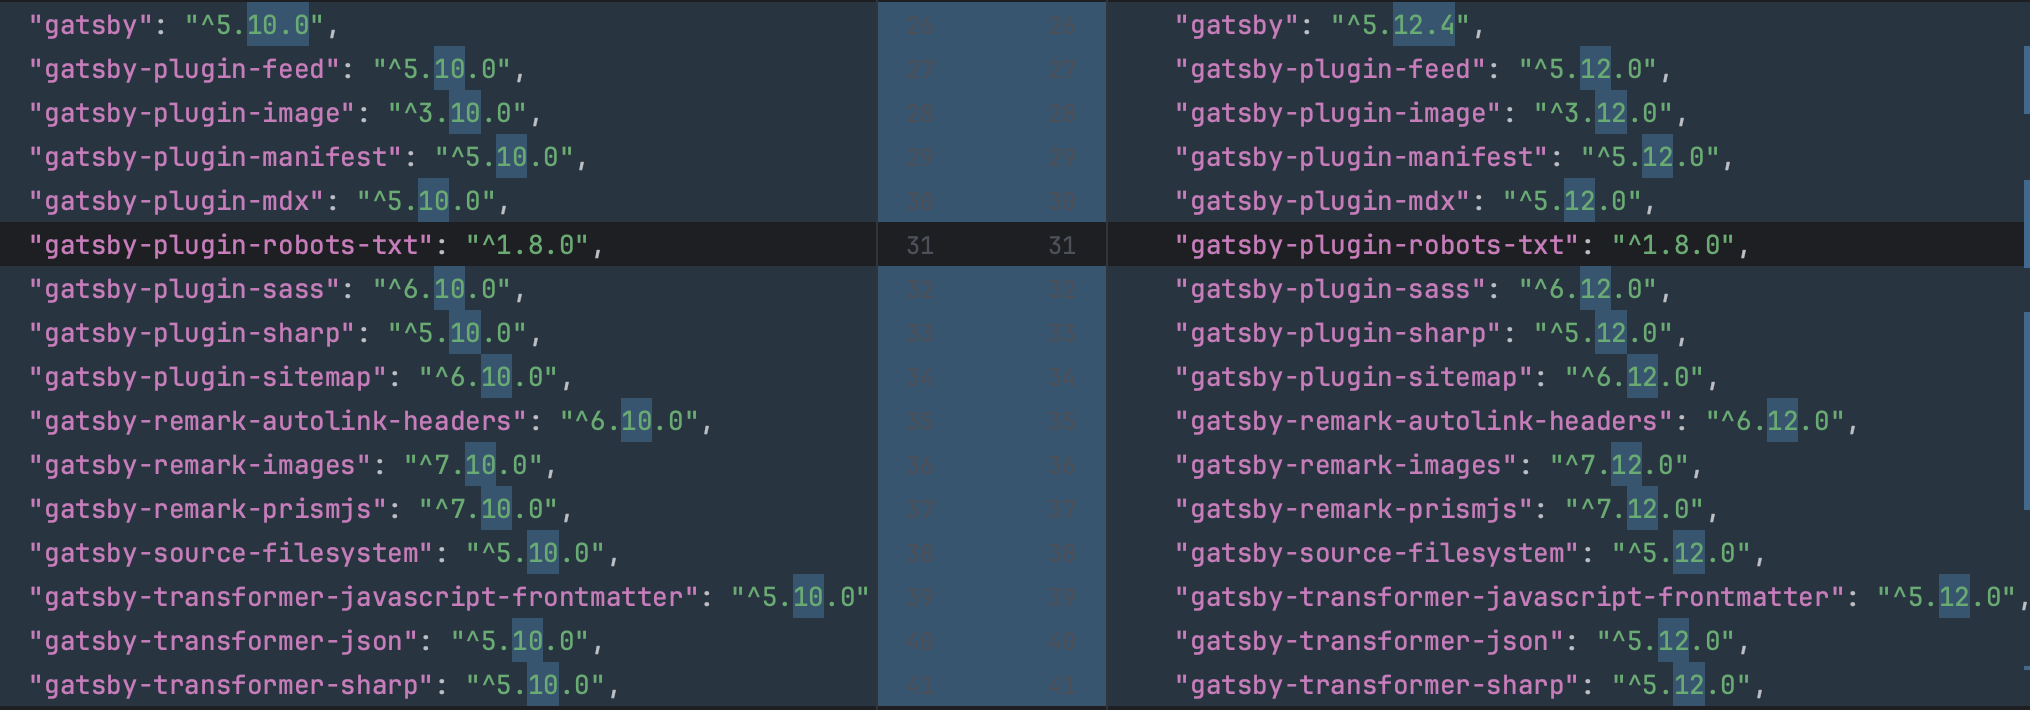 "gatsby": "^5.10.0", 26 26 "gatsby": "^5.12.4",
"gatsby-plugin-feed": "^5.10.0", 27 27 "gatsby-plugin-feed": "^5.12.0",
"gatsby-plugin-image": "^3.10.0", 28 28 "gatsby-plugin-image": "^3.12.0",
"gatsby-plugin-manifest": "^5.10.0", 29 29 "gatsby-plugin-manifest": "^5.12.0",
"gatsby-plugin-mdx": "^5.10.0", 30 30 "gatsby-plugin-mdx": "^5.12.0",
"gatsby-plugin-robots-txt": "^1.8.0", 31 31 "gatsby-plugin-robots-txt": "^1.8.0",
"gatsby-plugin-sass": "^6.10.0", 32 32 "gatsby-plugin-sass": "^6.12.0",
"gatsby-plugin-sharp": "^5.10.0", 33 33 "gatsby-plugin-sharp": "^5.12.0",
"gatsby-plugin-sitemap": "^6.10.0", 34 34 "gatsby-plugin-sitemap": "^6.12.0",
"gatsby-remark-autolink-headers": "^6.10.0", 35 35 "gatsby-remark-autolink-headers": "^6.12.0",
"gatsby-remark-images": "^7.10.0", 36 36 "gatsby-remark-images": "^7.12.0",
"gatsby-remark-prismjs": "^7.10.0", 37 37 "gatsby-remark-prismjs": "^7.12.0",
"gatsby-source-filesystem": "^5.10.0", 38 38 "gatsby-source-filesystem": "^5.12.0",
"gatsby-transformer-javascript-frontmatter": "^5.10.0" 39 39 "gatsby-transformer-javascript-frontmatter": "^5.12.0",
"gatsby-transformer-json": "^5.10.0", 40 40 "gatsby-transformer-json": "^5.12.0",
"gatsby-transformer-sharp": "^5.10.0", 41 41 "gatsby-transformer-sharp": "^5.12.0",